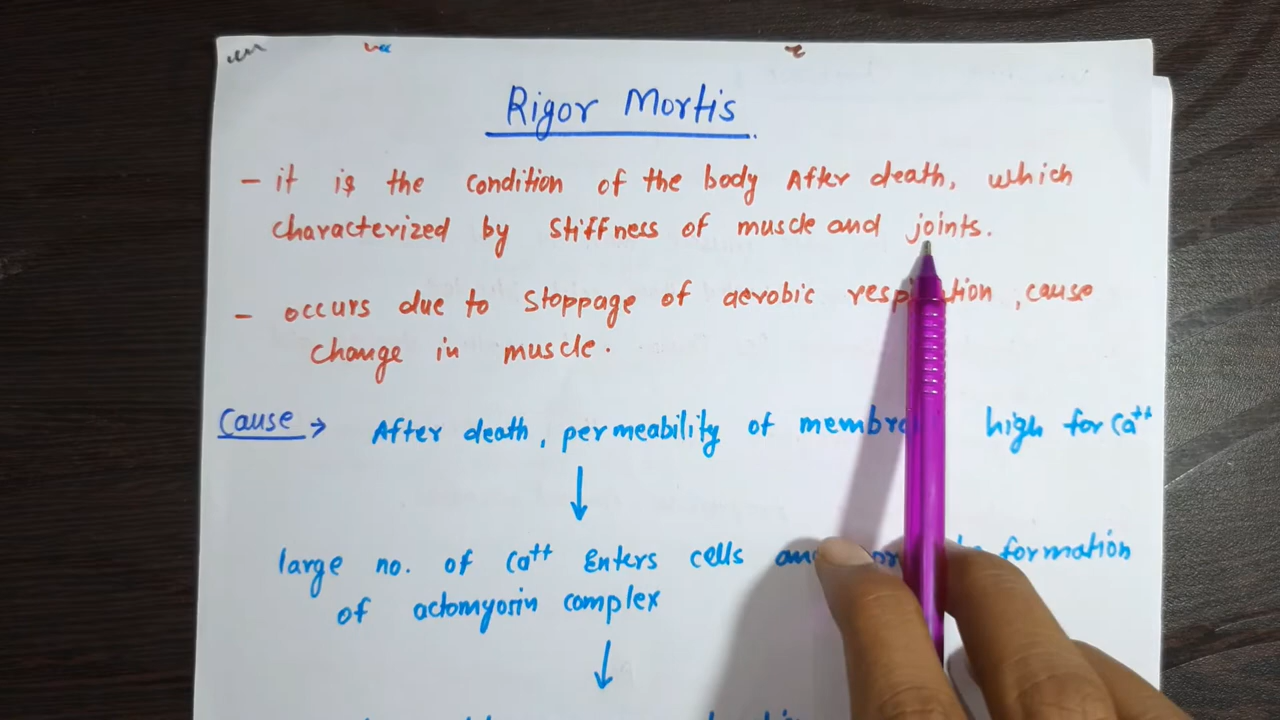 Rigor Mortis
- it is the condition of the body After death, which
characterized by stiffness of muscle and joints.
- occurs due to stoppage of aerobic respiration, cause
change in muscle.
Cause → After death, permeability of high for Ca⁺⁺
↓
large no. of Ca⁺⁺ Enters cells and formation
of actomyosin complex
↓